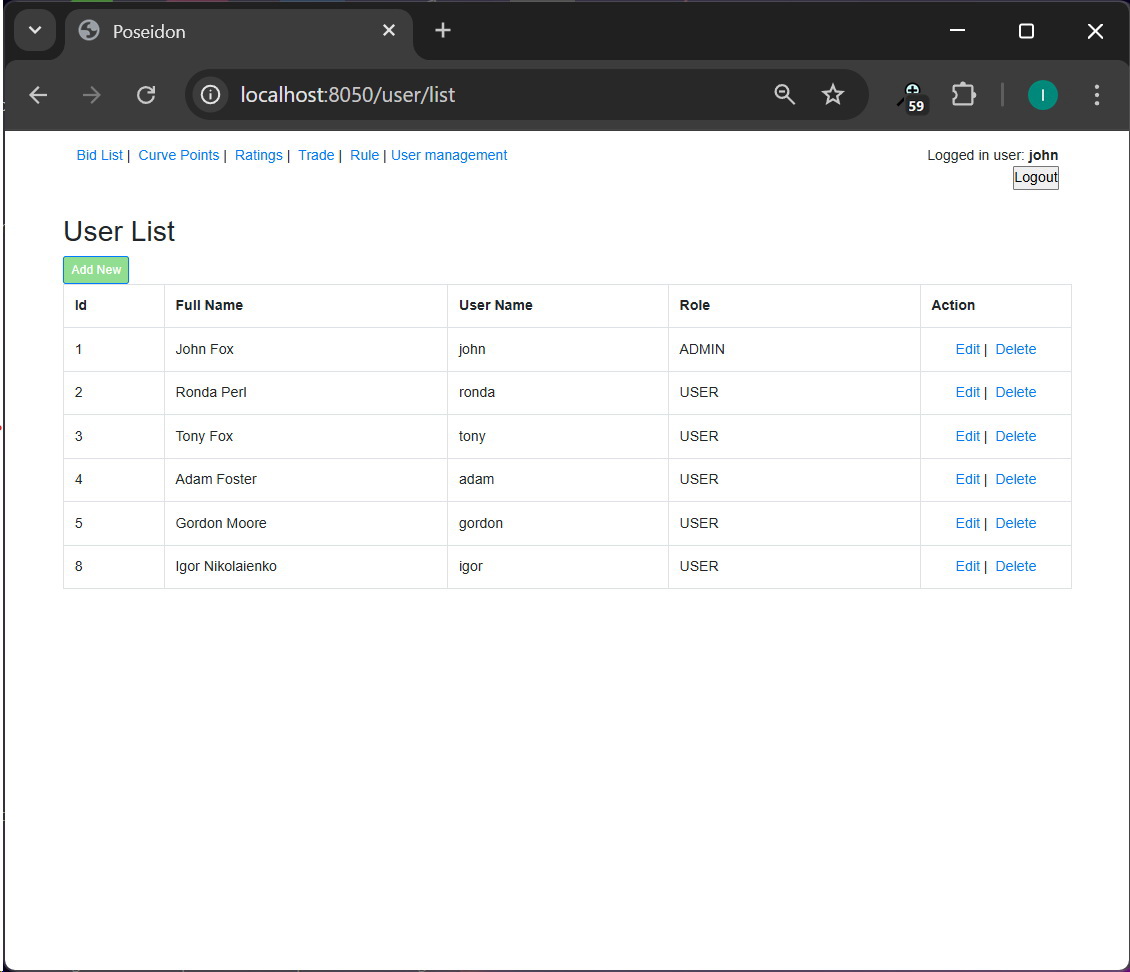 Poseidon
localhost:8050/user/list
59
I
Bid List | Curve Points | Ratings | Trade | Rule | User management
Logged in user: john
Logout
User List
Add New
Id Full Name User Name Role Action
1 John Fox john ADMIN Edit | Delete
2 Ronda Perl ronda USER Edit | Delete
3 Tony Fox tony USER Edit | Delete
4 Adam Foster adam USER Edit | Delete
5 Gordon Moore gordon USER Edit | Delete
8 Igor Nikolaienko igor USER Edit | Delete